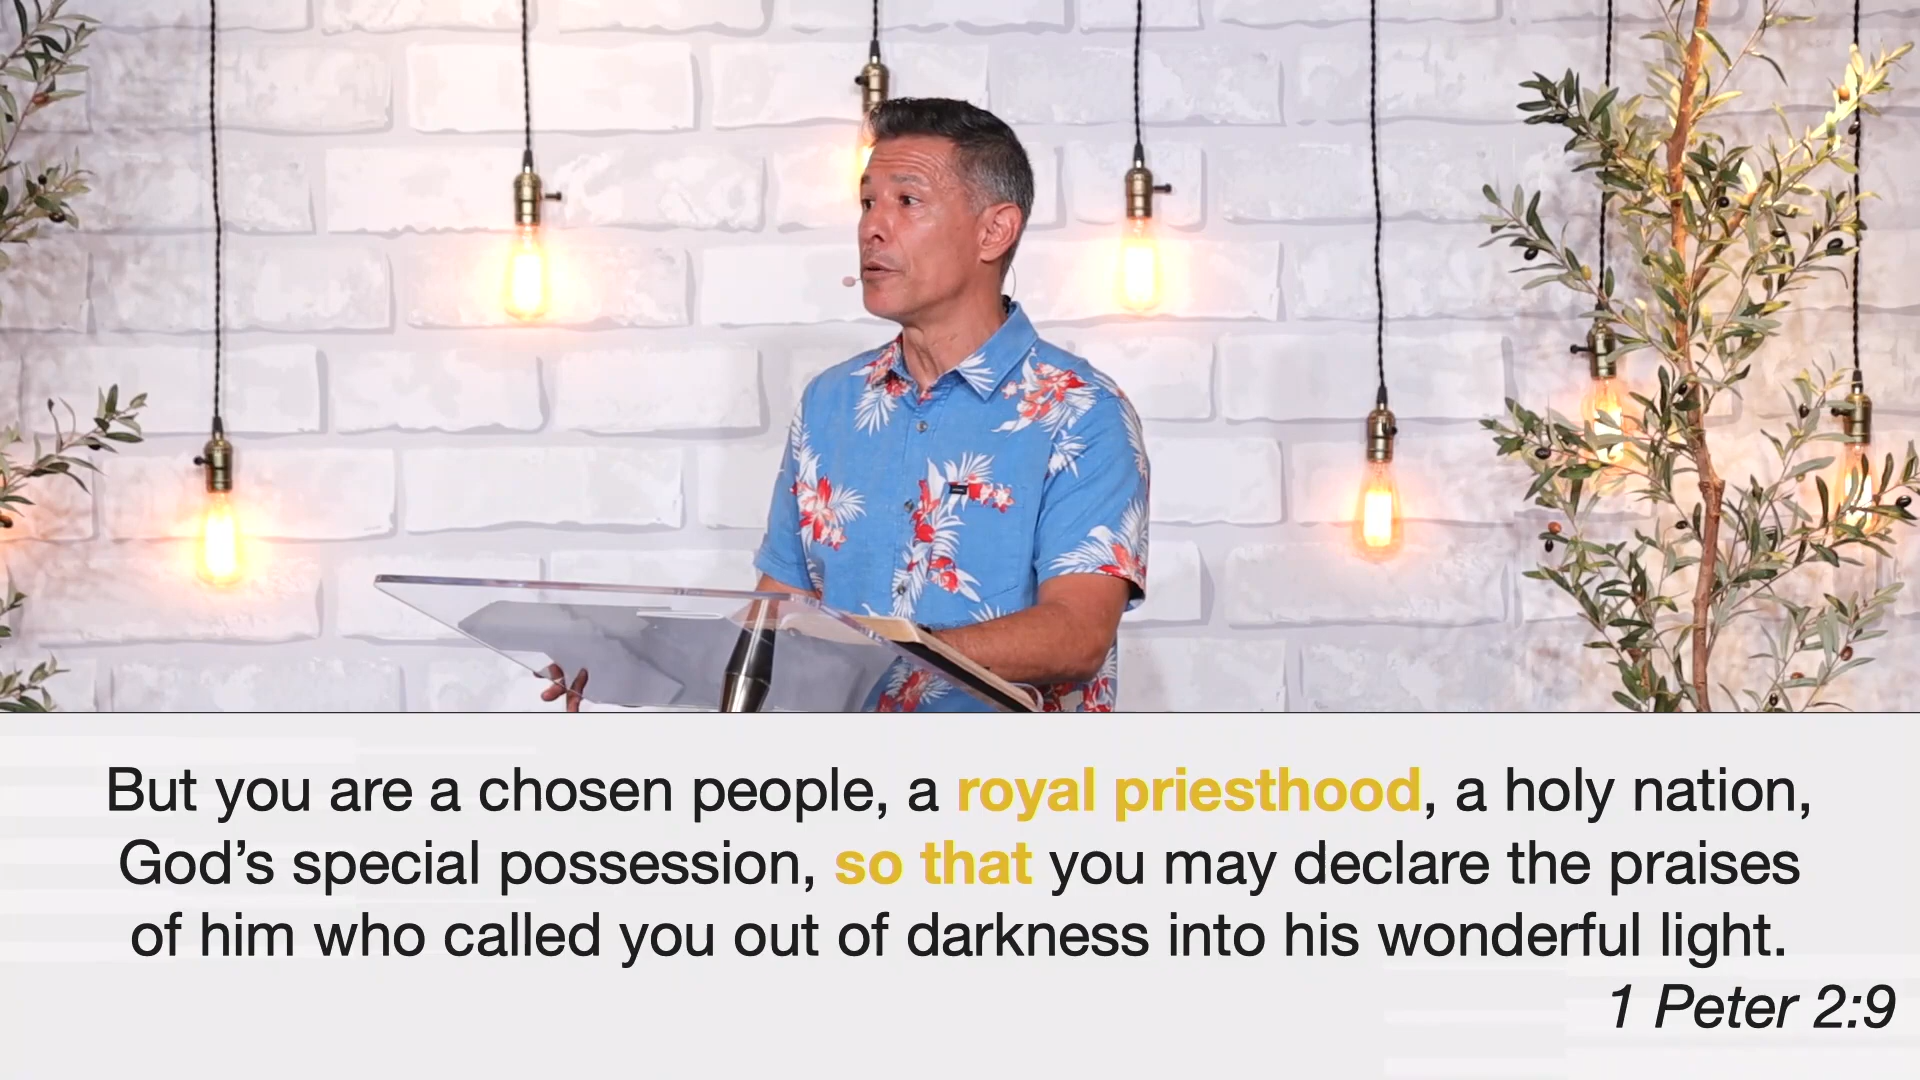 But you are a chosen people, a royal priesthood, a holy nation,
God’s special possession, so that you may declare the praises
of him who called you out of darkness into his wonderful light.
1 Peter 2:9